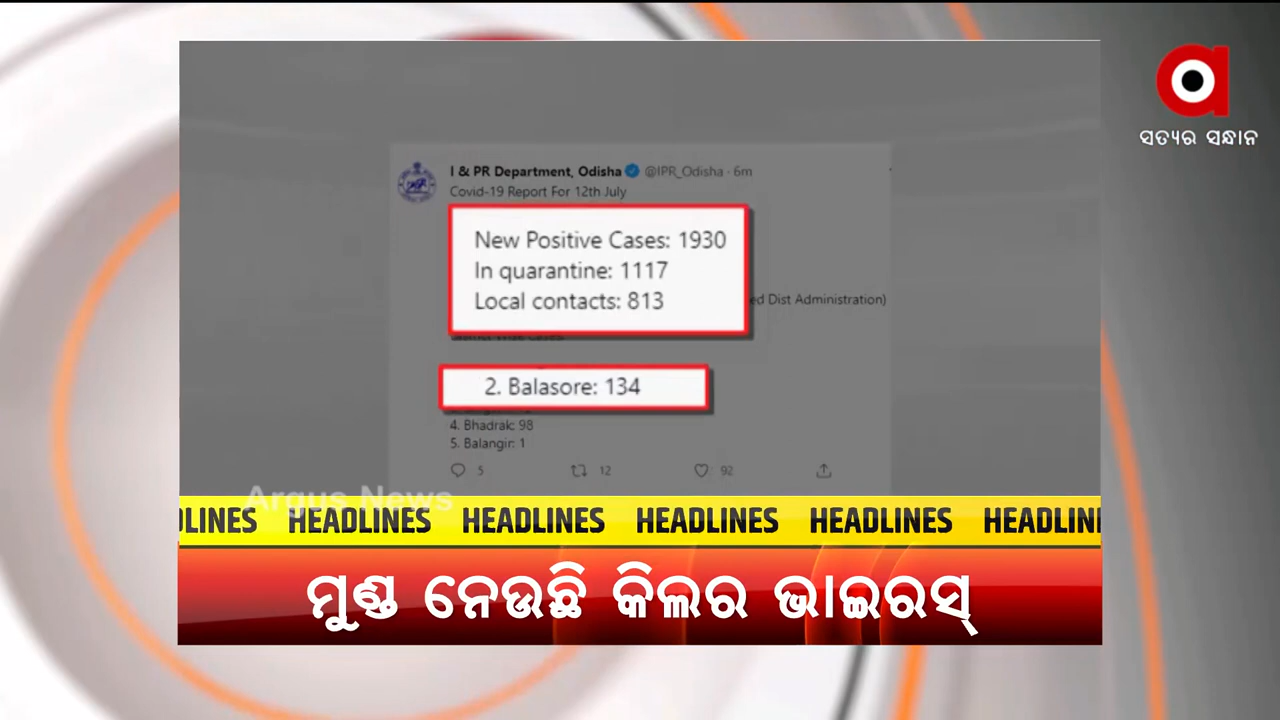 ସତ୍ୟର ସନ୍ଧାନ
I & PR Department, Odisha @IPR_Odisha · 6m
Covid-19 Report For 12th July
New Positive Cases: 1930
In quarantine: 1117
Local contacts: 813
ed Dist Administration)
2. Balasore: 134
4. Bhadrak: 98
5. Balangir: 1
5 12 92
Argus News
HEADLINES HEADLINES HEADLINES HEADLINES
ମୁଣ୍ଡ ନେଉଛି କିଲର ଭାଇରସ୍